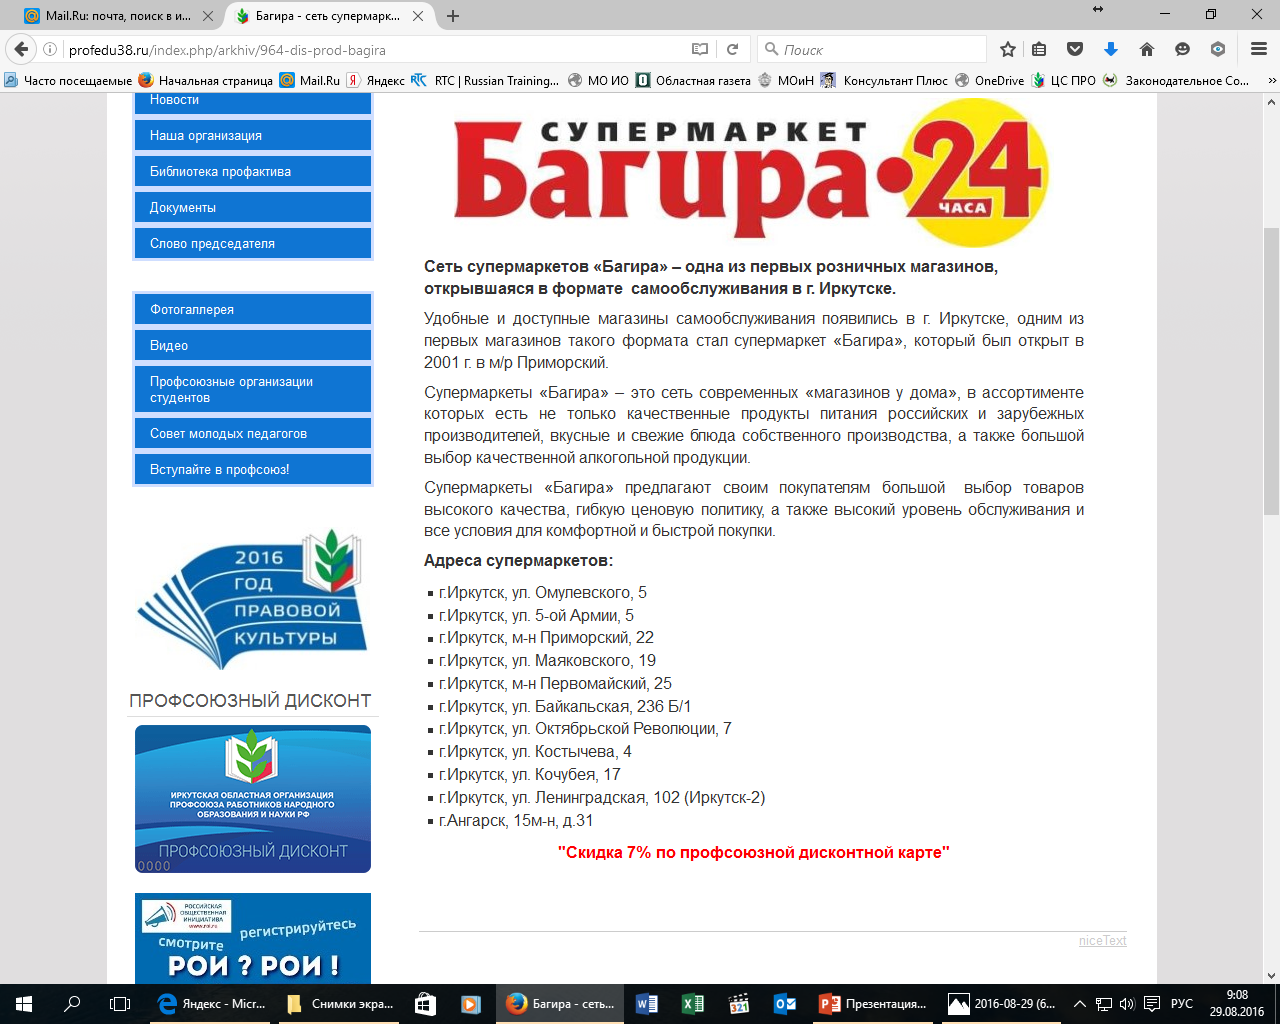 Mail.Ru: почта, поиск в и...
Багира - сеть супермарк...
profedu38.ru/index.php/arkhiv/964-dis-prod-bagira
Поиск
Часто посещаемые
Начальная страница
Mail.Ru
Яндекс
RTC | Russian Training...
МО ИО
Областная газета
МОиН
Консультант Плюс
OneDrive
ЦС ПРО
Законодательное Со...
Новости
Наша организация
Библиотека профактива
Документы
Слово председателя
Фотогаллерея
Видео
Профсоюзные организации
студентов
Совет молодых педагогов
Вступайте в профсоюз!
2016
ГОД
ПРАВОВОЙ
КУЛЬТУРЫ
ПРОФСОЮЗНЫЙ ДИСКОНТ
ИРКУТСКАЯ ОБЛАСТНАЯ ОРГАНИЗАЦИЯ
ПРОФСОЮЗА РАБОТНИКОВ НАРОДНОГО
ОБРАЗОВАНИЯ И НАУКИ РФ
ПРОФСОЮЗНЫЙ ДИСКОНТ
0000
РОССИЙСКАЯ
ОБЩЕСТВЕННАЯ
ИНИЦИАТИВА
www.roi.ru
смотрите регистрируйтесь
РОИ ? РОИ !
СУПЕРМАРКЕТ
Багира•24
ЧАСА
Сеть супермаркетов «Багира» – одна из первых розничных магазинов,
открывшаяся в формате самообслуживания в г. Иркутске.
Удобные и доступные магазины самообслуживания появились в г. Иркутске, одним из
первых магазинов такого формата стал супермаркет «Багира», который был открыт в
2001 г. в м/р Приморский.
Супермаркеты «Багира» – это сеть современных «магазинов у дома», в ассортименте
которых есть не только качественные продукты питания российских и зарубежных
производителей, вкусные и свежие блюда собственного производства, а также большой
выбор качественной алкогольной продукции.
Супермаркеты «Багира» предлагают своим покупателям большой выбор товаров
высокого качества, гибкую ценовую политику, а также высокий уровень обслуживания и
все условия для комфортной и быстрой покупки.
Адреса супермаркетов:
г.Иркутск, ул. Омулевского, 5
г.Иркутск, ул. 5-ой Армии, 5
г.Иркутск, м-н Приморский, 22
г.Иркутск, ул. Маяковского, 19
г.Иркутск, м-н Первомайский, 25
г.Иркутск, ул. Байкальская, 236 Б/1
г.Иркутск, ул. Октябрьской Революции, 7
г.Иркутск, ул. Костычева, 4
г.Иркутск, ул. Кочубея, 17
г.Иркутск, ул. Ленинградская, 102 (Иркутск-2)
г.Ангарск, 15м-н, д.31
"Скидка 7% по профсоюзной дисконтной карте"
niceText
Яндекс - Micr...
Снимки экра...
Багира - сеть...
Презентация...
2016-08-29 (6...
РУС
9:08
29.08.2016